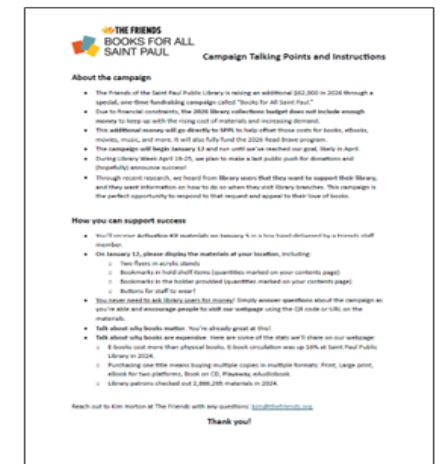 THE FRIENDS
BOOKS FOR ALL
SAINT PAUL
Campaign Talking Points and Instructions
About the campaign
• The Friends of the Saint Paul Public Library is raising an additional $62,000 in 2026 through a
special, one-time fundraising campaign called "Books for All Saint Paul."
• Due to financial constraints, the 2026 library collections budget does not include enough
money to keep up with the rising cost of materials and increasing demand.
• This additional money will go directly to SPPL to help offset those costs for books, eBooks,
movies, music, and more. It will also fully fund the 2026 Read Brave program.
• The campaign will begin January 12 and run until we've reached our goal, likely in April.
• During Library Week April 19-25, we plan to make a last public push for donations and
(hopefully) announce success!
• Through recent research, we heard from library users that they want to support their library,
and they want information on how to do so when they visit library branches. This campaign is
the perfect opportunity to respond to that request and appeal to their love of books.
How you can support success
• You'll receive Activation Kit materials on January 5 in a box hand delivered by a Friends staff
member.
• On January 12, please display the materials at your location, including:
○ Two flyers in acrylic stands
○ Bookmarks in hold shelf items (quantities marked on your contents page)
○ Bookmarks in the holder provided (quantities marked on your contents page)
○ Buttons for staff to wear!
• You never need to ask library users for money! Simply answer questions about the campaign as
you're able and encourage people to visit our webpage using the QR code or URL on the
materials.
• Talk about why books matter. You're already great at this!
• Talk about why books are expensive. Here are some of the stats we'll share on our webpage:
○ E-books cost more than physical books. E-book circulation was up 16% at Saint Paul Public
Library in 2024.
○ Purchasing one title means buying multiple copies in multiple formats: Print, Large print,
eBook for two platforms, Book on CD, Playaway, eAudiobook.
○ Library patrons checked out materials in 2024.
Reach out to Kim Horton at The Friends with any questions: kim@thefriends.org
Thank you!